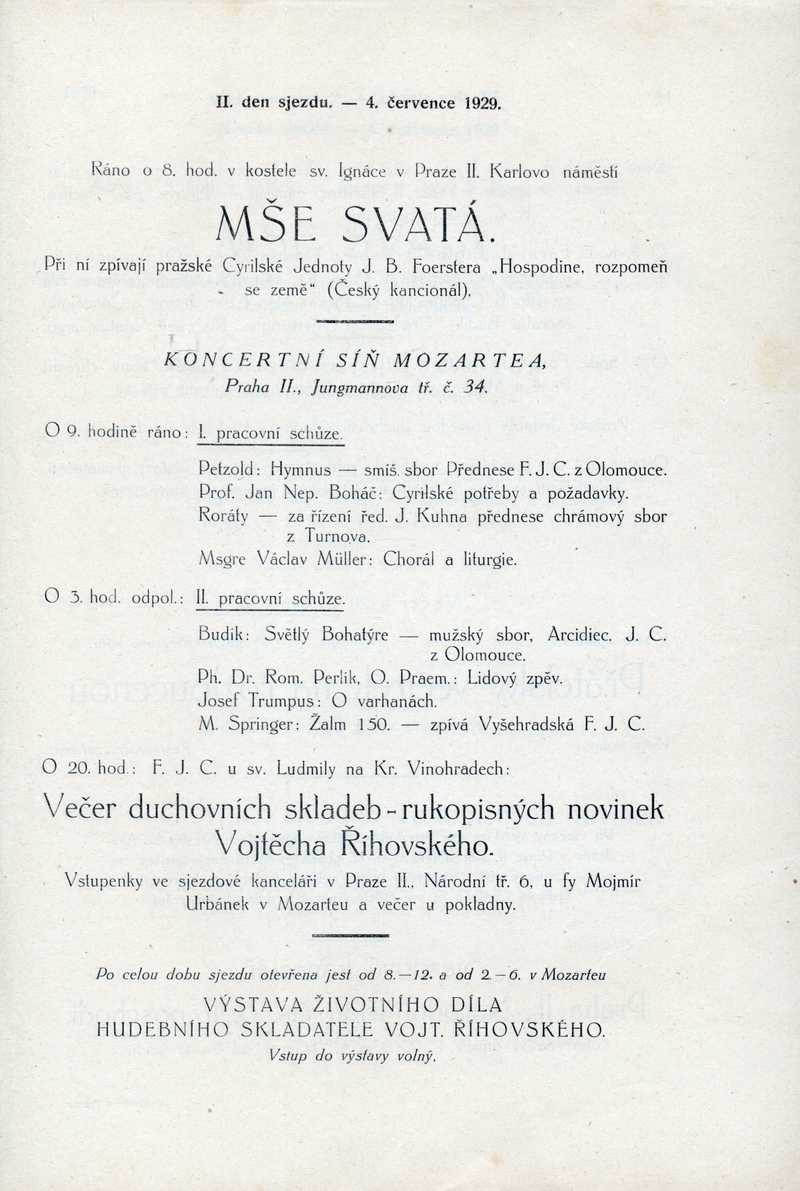 II. den sjezdu. — 4. července 1929.
Ráno o 8. hod. v kostele sv. Ignáce v Praze II. Karlovo náměstí
MŠE SVATÁ.
Při ní zpívají pražské Cyrilské Jednoty J. B. Foerstera „Hospodine, rozpomeň
se země“ (Český kancionál).
KONCERTNÍ SÍŇ MOZARTEA,
Praha II., Jungmannova tř. č. 34.
O 9. hodině ráno: I. pracovní schůze.
Petzold: Hymnus — smíš. sbor Přednese F. J. C. z Olomouce.
Prof. Jan Nep. Boháč: Cyrilské potřeby a požadavky.
Roráty — za řízení řed. J. Kuhna přednese chrámový sbor
z Turnova.
Msgre Václav Müller: Chorál a liturgie.
O 3. hod. odpol.: II. pracovní schůze.
Budík: Světlý Bohatýre — mužský sbor, Arcidiec. J. C.
z Olomouce.
Ph. Dr. Rom. Perlík, O. Praem.: Lidový zpěv.
Josef Trumpus: O varhanách.
M. Springer: Žalm 150. — zpívá Vyšehradská F. J. C.
O 20. hod.: F. J. C. u sv. Ludmily na Kr. Vinohradech:
Večer duchovních skladeb - rukopisných novinek
Vojtěcha Říhovského.
Vstupenky ve sjezdové kanceláři v Praze II., Národní tř. 6, u fy Mojmír
Urbánek v Mozarteu a večer u pokladny.
Po celou dobu sjezdu otevřena jest od 8.—12. a od 2.—6. v Mozarteu
VÝSTAVA ŽIVOTNÍHO DÍLA
HUDEBNÍHO SKLADATELE VOJT. ŘÍHOVSKÉHO.
Vstup do výstavy volný.